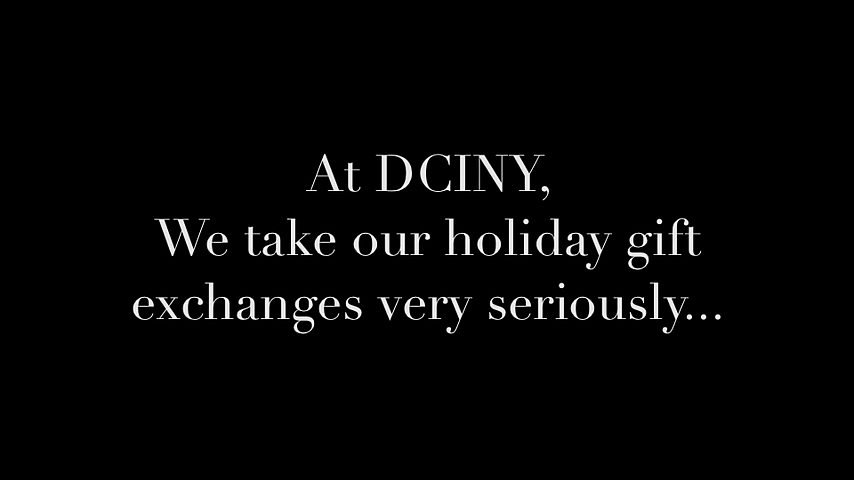 At DCINY,
We take our holiday gift
exchanges very seriously...